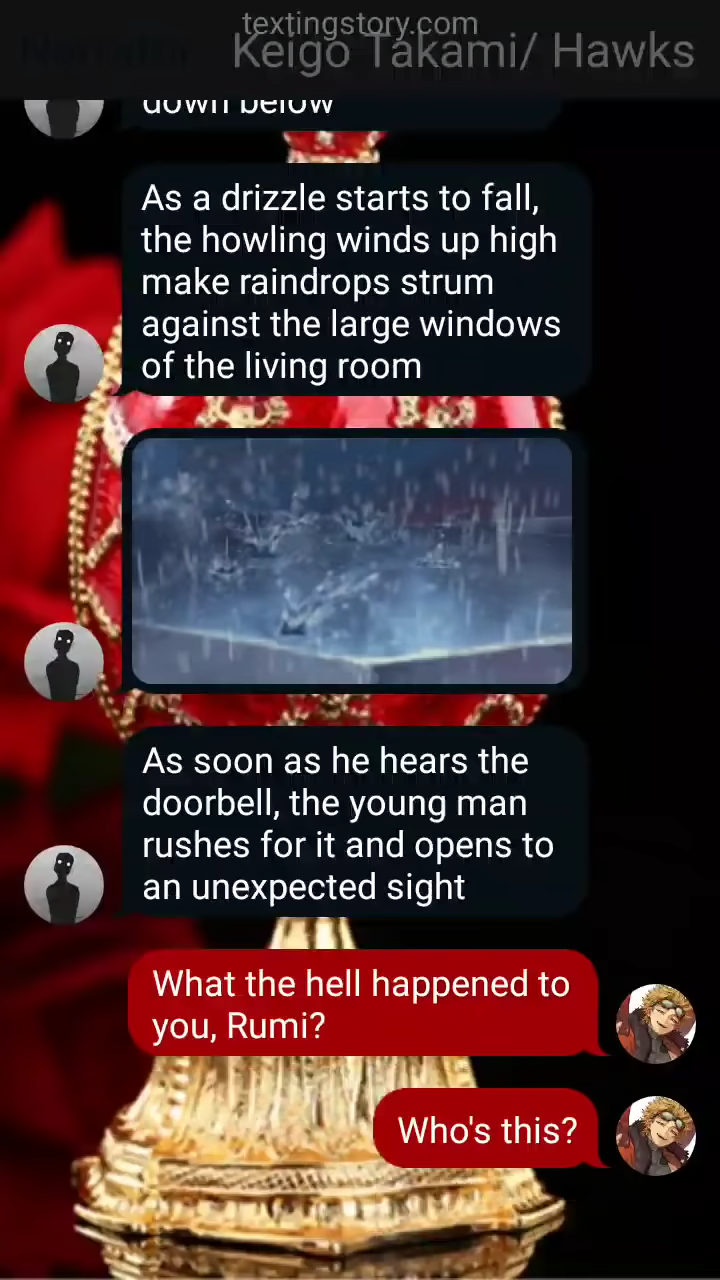 textingstory.com
Keigo Takami/ Hawks
down below
As a drizzle starts to fall,
the howling winds up high
make raindrops strum
against the large windows
of the living room
As soon as he hears the
doorbell, the young man
rushes for it and opens to
an unexpected sight
What the hell happened to
you, Rumi?
Who's this?